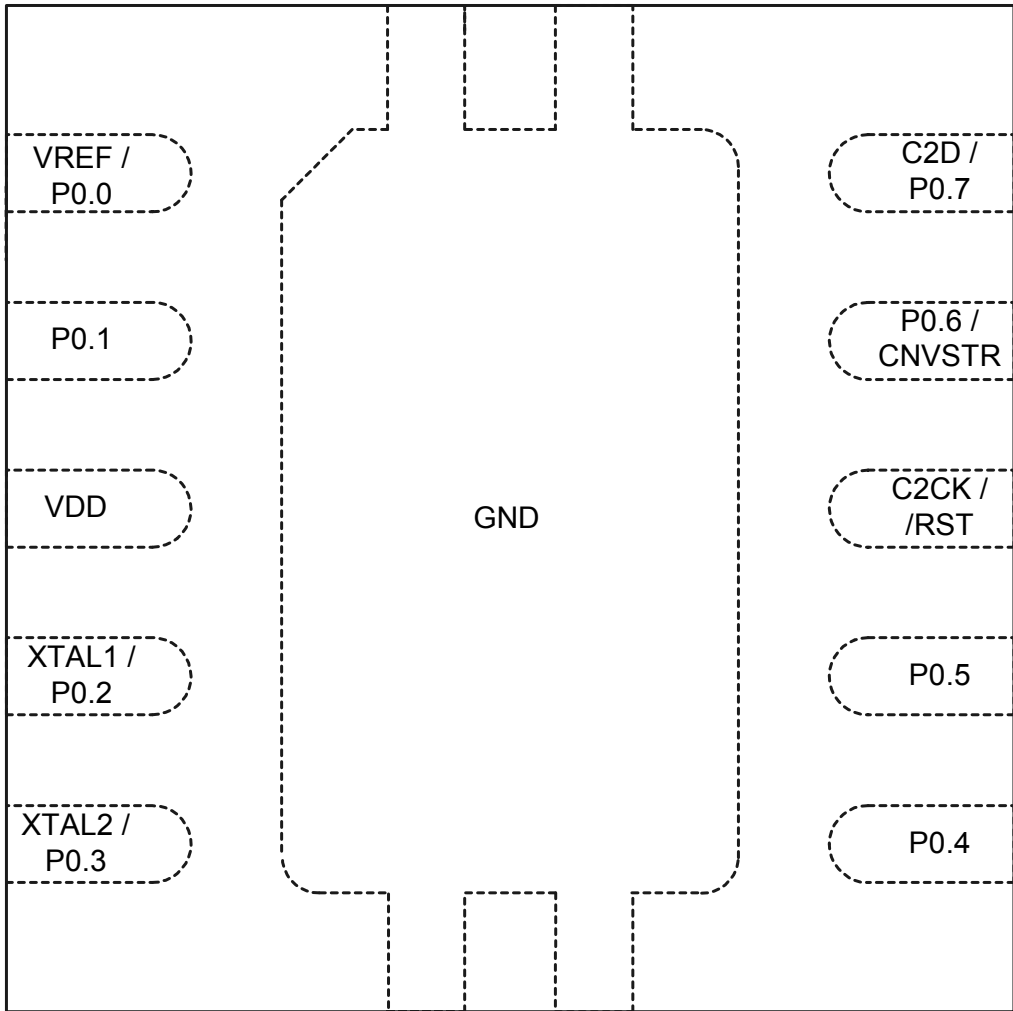 VREF /
P0.0
P0.1
VDD
XTAL1 /
P0.2
XTAL2 /
P0.3
GND
C2D /
P0.7
P0.6 /
CNVSTR
C2CK /
/RST
P0.5
P0.4